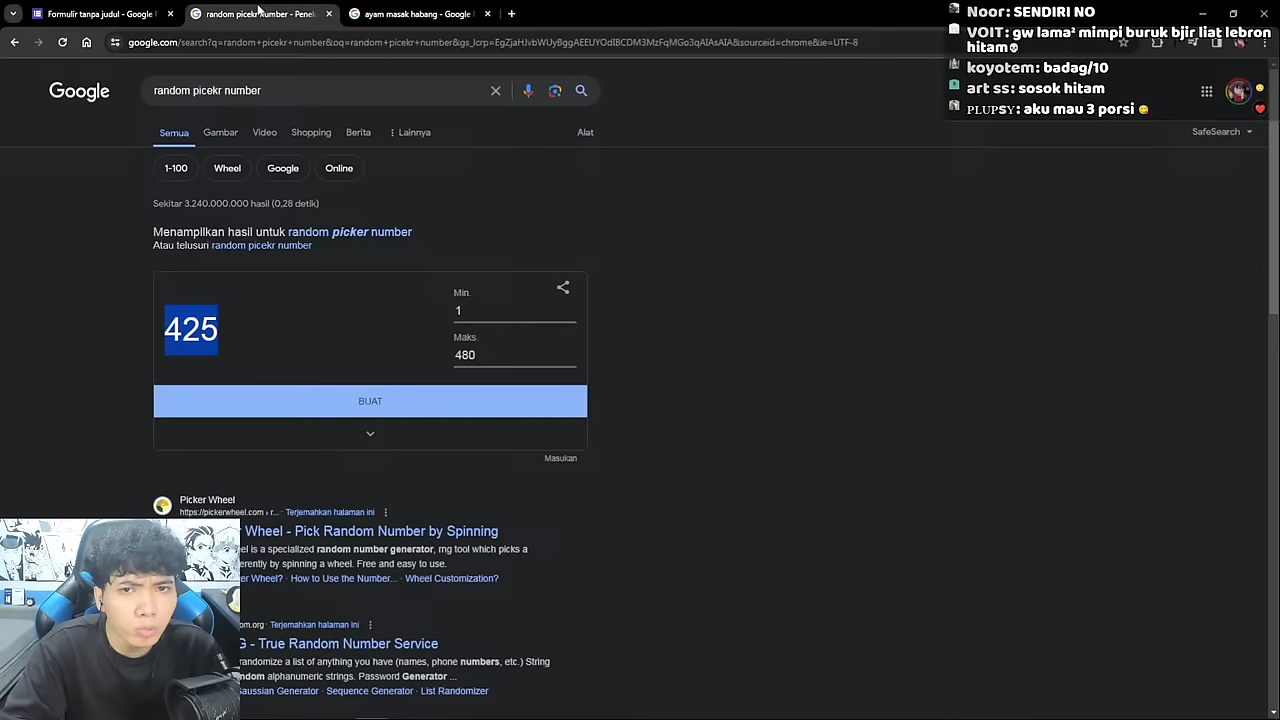 Formulir tanpa judul - Google F
random picekr number - Penel
ayam masak habang - Google
google.com/search?q=random+picekr+number&oq=random+picekr+number&gs_lcrp=EgZjaHJvbWUyBggAEEUYOdIBCDM3MzFqMGo3qAIAsAIA&sourceid=chrome&ie=UTF-8
Noor: SENDIRI NO
VOIT: gw lama² mimpi buruk bjir liat lebron
hitam💀
koyotem: badag/10
art ss: sosok hitam
PLUPSY: aku mau 3 porsi 😋
Google
random picekr number
Semua
Gambar
Video
Shopping
Berita
Lainnya
Alat
SafeSearch
1-100
Wheel
Google
Online
Sekitar 3.240.000.000 hasil (0,28 detik)
Menampilkan hasil untuk random picker number
Atau telusuri random picekr number
425
Min.
1
Maks.
480
BUAT
Masukan
Picker Wheel
https://pickerwheel.com › r... · Terjemahkan halaman ini
Wheel - Pick Random Number by Spinning
el is a specialized random number generator, rng tool which picks a
erently by spinning a wheel. Free and easy to use.
er Wheel? · How to Use the Number... · Wheel Customization?
om.org · Terjemahkan halaman ini
G - True Random Number Service
randomize a list of anything you have (names, phone numbers, etc.) String
ndom alphanumeric strings. Password Generator ...
aussian Generator · Sequence Generator · List Randomizer